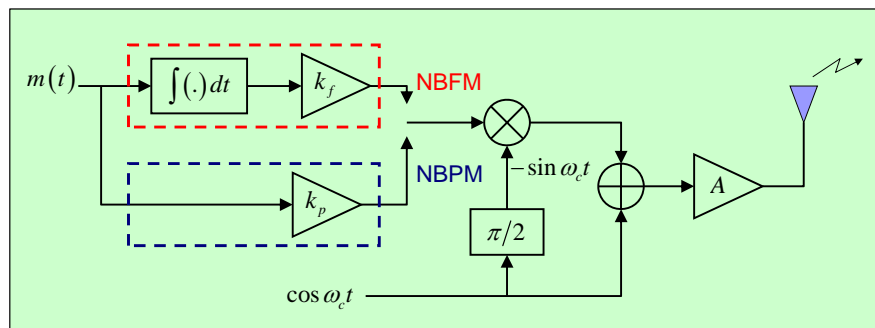 m(t)
∫(.)dt
k_f
NBFM
NBPM
k_p
−sin ω_c t
A
π/2
cos ω_c t